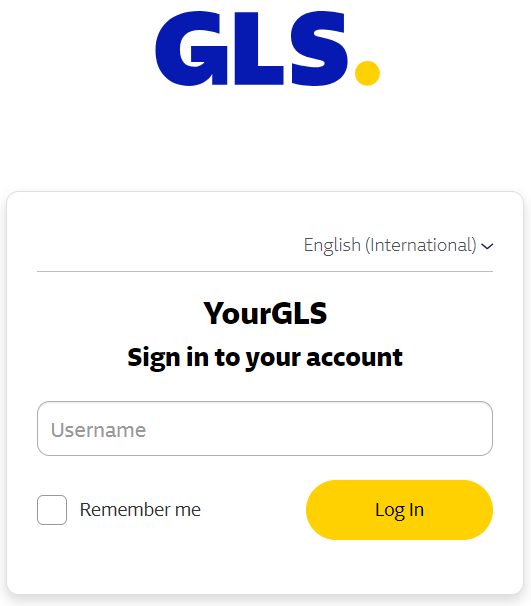 GLS.
English (International)
YourGLS
Sign in to your account
Username
Remember me
Log In